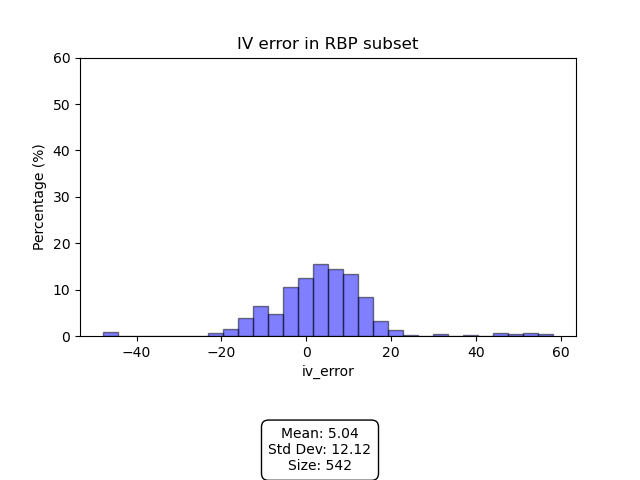 IV error in RBP subset
60
50
40
30
20
10
0
Percentage (%)
−40
−20
0
20
40
60
iv_error
Mean: 5.04
Std Dev: 12.12
Size: 542